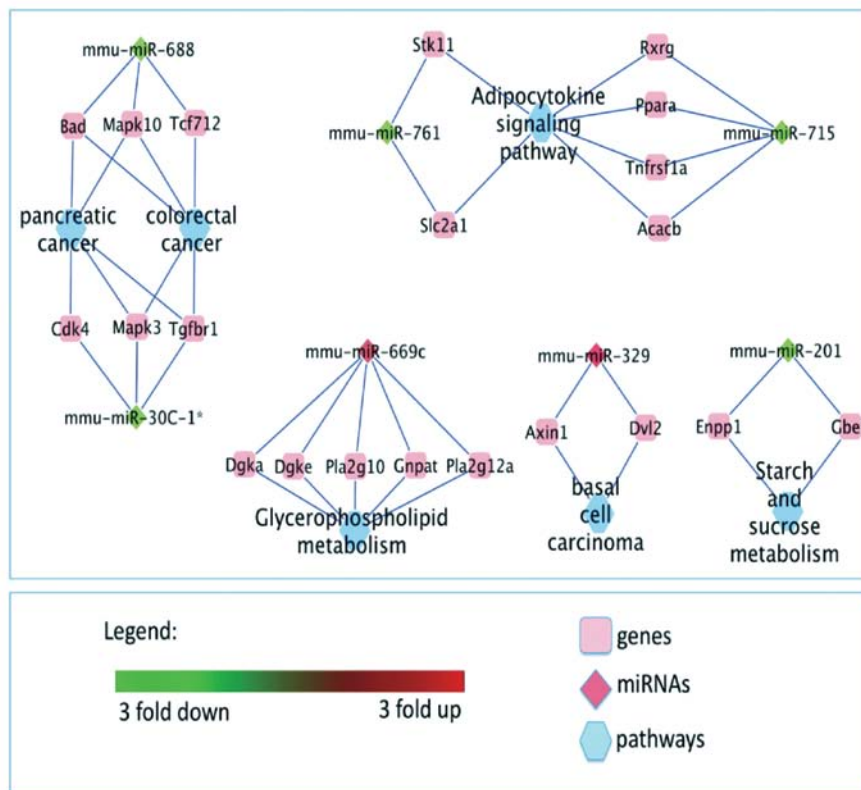 mmu-miR-688
Bad
Mapk10
Tcf712
pancreatic
cancer
colorectal
cancer
Cdk4
Mapk3
Tgfbr1
mmu-miR-30C-1*
Stk11
mmu-miR-761
Slc2a1
Adipocytokine
signaling
pathway
Rxrg
Ppara
Tnfrsf1a
Acacb
mmu-miR-715
mmu-miR-669c
Dgka
Dgke
Pla2g10
Gnpat
Pla2g12a
Glycerophospholipid
metabolism
mmu-miR-329
Axin1
Dvl2
basal
cell
carcinoma
mmu-miR-201
Enpp1
Gbe
Starch
and
sucrose
metabolism
Legend:
3 fold down
3 fold up
genes
miRNAs
pathways